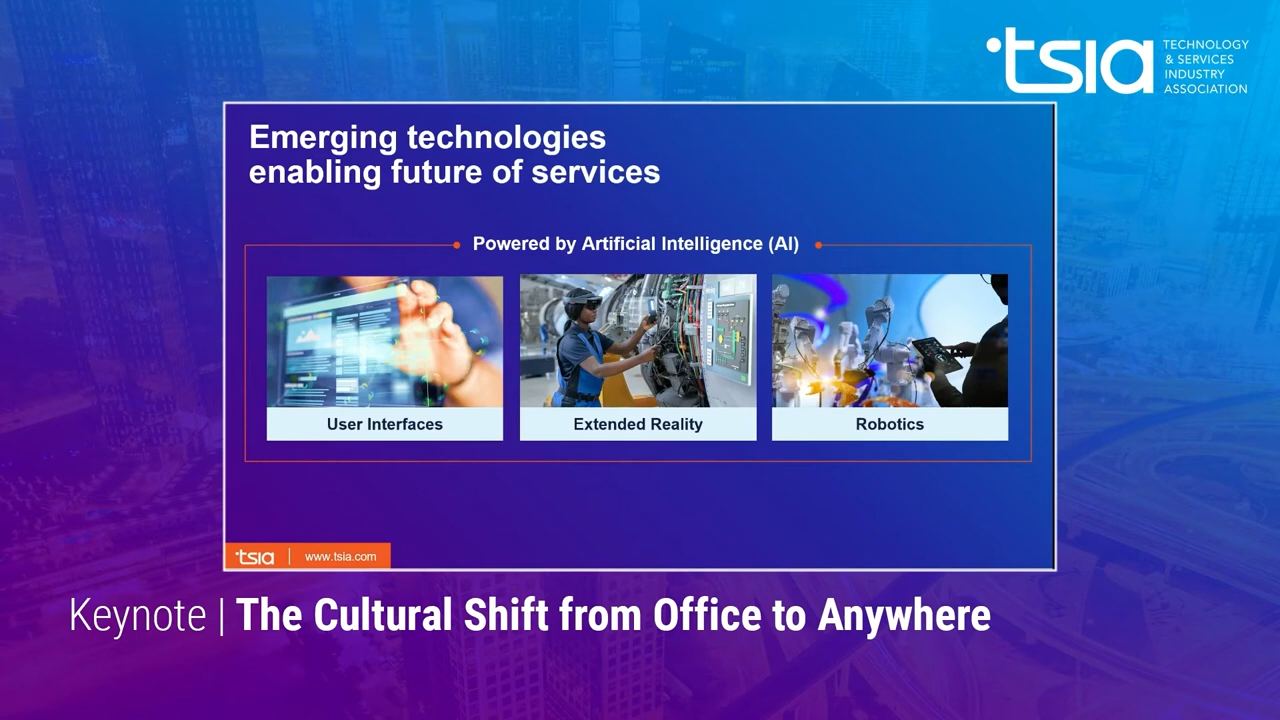 tsia
TECHNOLOGY
& SERVICES
INDUSTRY
ASSOCIATION
Emerging technologies
enabling future of services
Powered by Artificial Intelligence (AI)
User Interfaces
Extended Reality
Robotics
tsia | www.tsia.com
Keynote | The Cultural Shift from Office to Anywhere